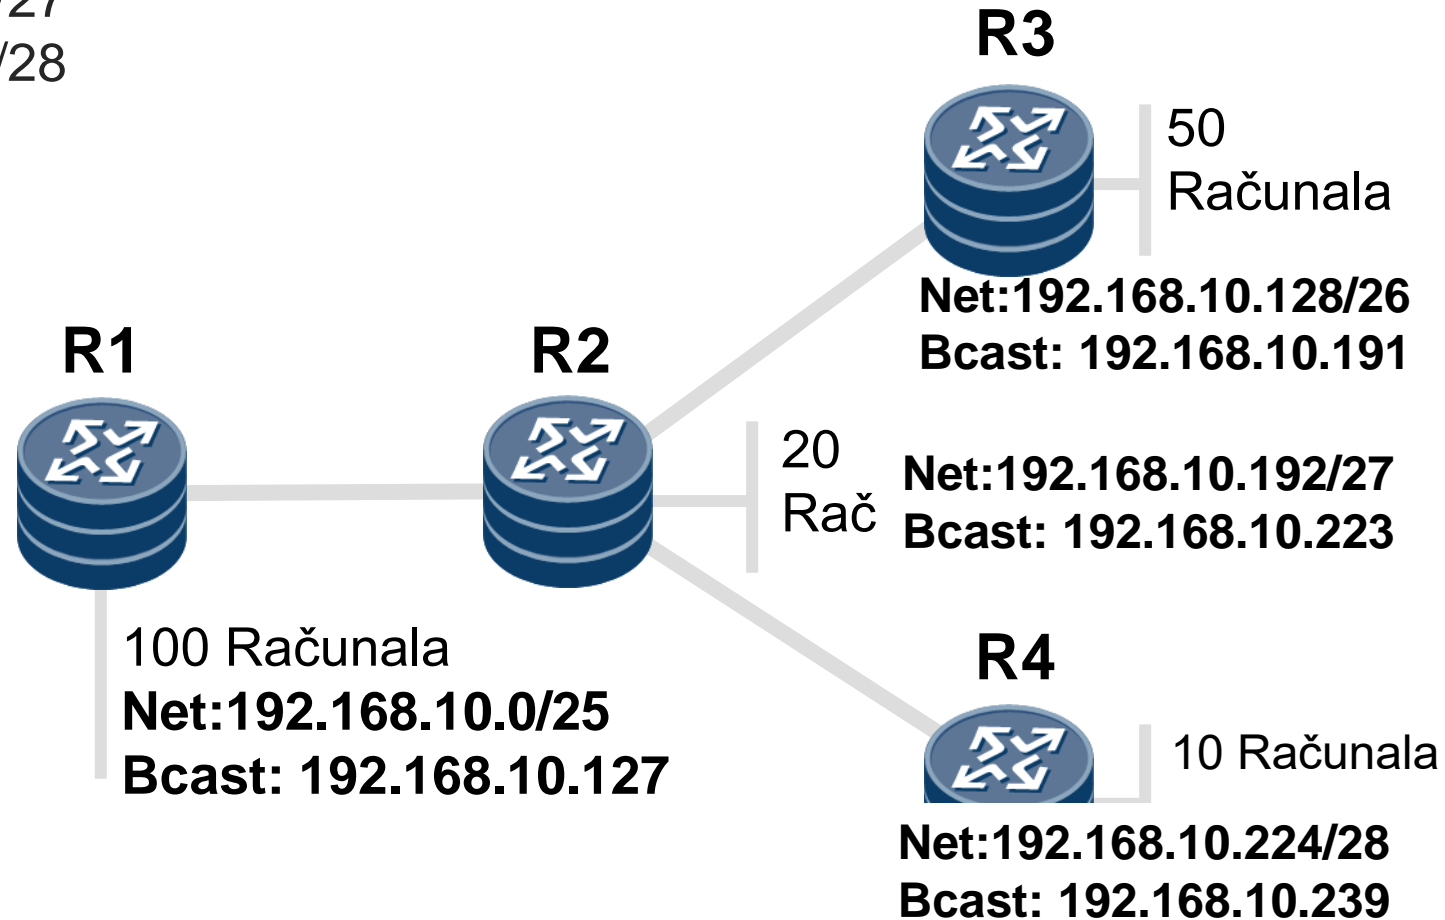 /27
/28
R3
50
Računala
Net:192.168.10.128/26
Bcast: 192.168.10.191
R1
R2
20
Rač
Net:192.168.10.192/27
Bcast: 192.168.10.223
100 Računala
Net:192.168.10.0/25
Bcast: 192.168.10.127
R4
10 Računala
Net:192.168.10.224/28
Bcast: 192.168.10.239